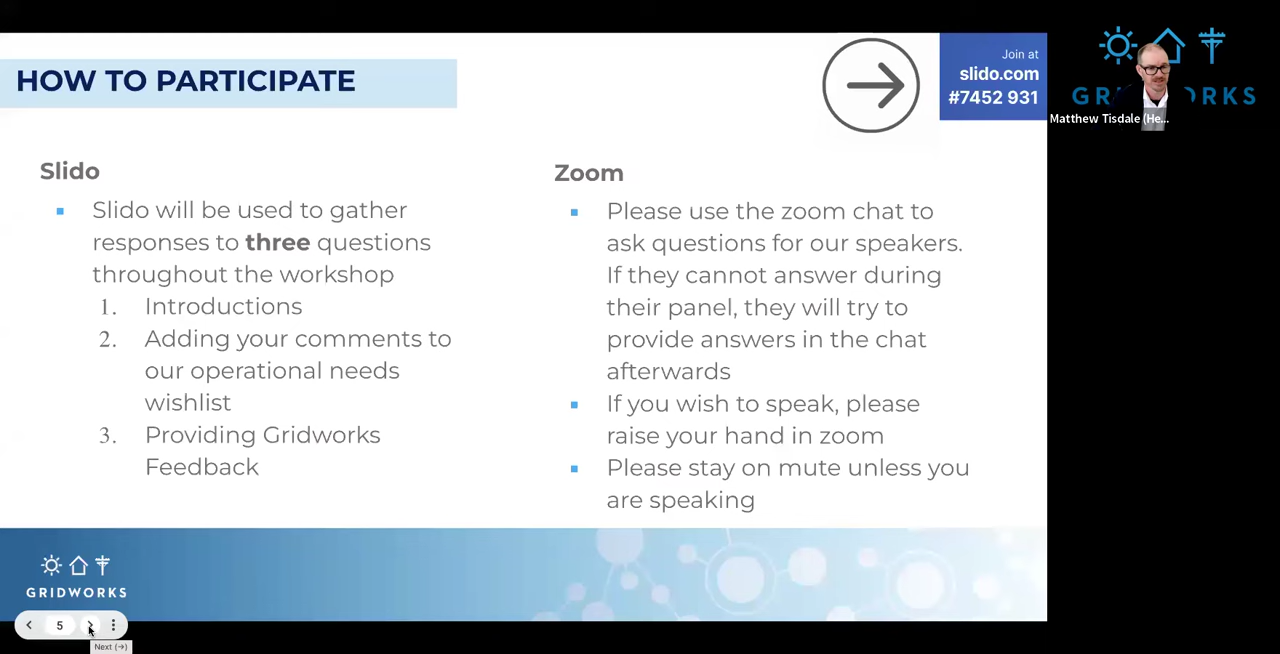 HOW TO PARTICIPATE
Join at
slido.com
#7452 931
Slido
Slido will be used to gather
responses to three questions
throughout the workshop
1. Introductions
2. Adding your comments to
our operational needs
wishlist
3. Providing Gridworks
Feedback
Zoom
Please use the zoom chat to
ask questions for our speakers.
If they cannot answer during
their panel, they will try to
provide answers in the chat
afterwards
If you wish to speak, please
raise your hand in zoom
Please stay on mute unless you
are speaking
GRIDWORKS
5
Next (→)
Matthew Tisdale (He...